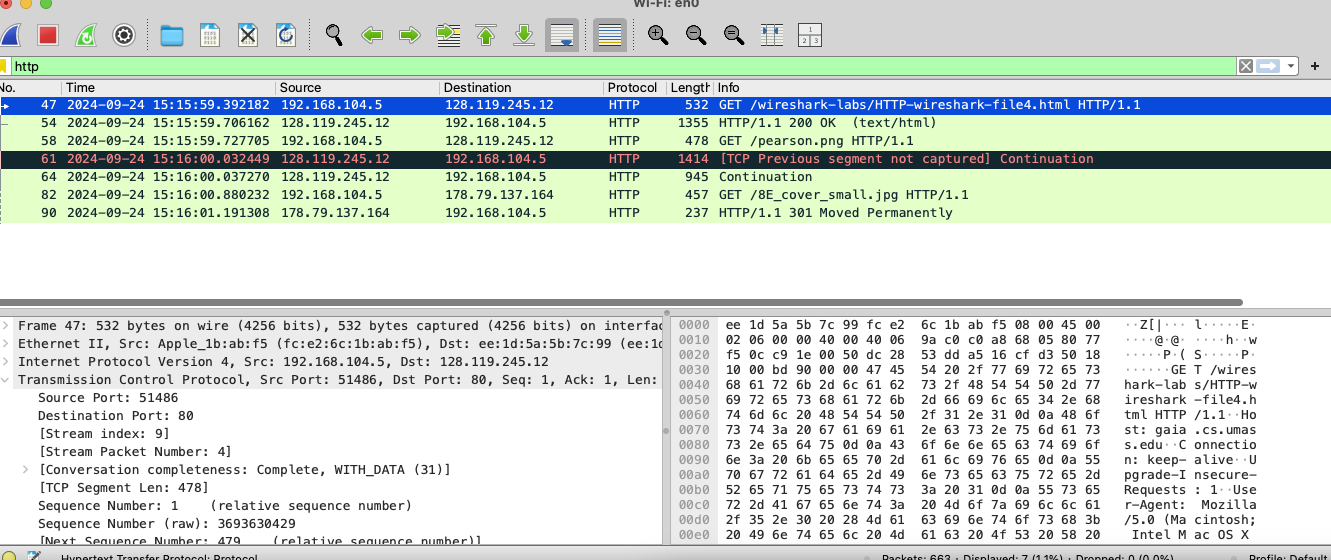 Wi-Fi: en0
http
No. Time Source Destination Protocol Length Info
47 2024-09-24 15:15:59.392182 192.168.104.5 128.119.245.12 HTTP 532 GET /wireshark-labs/HTTP-wireshark-file4.html HTTP/1.1
54 2024-09-24 15:15:59.706162 128.119.245.12 192.168.104.5 HTTP 1355 HTTP/1.1 200 OK (text/html)
58 2024-09-24 15:15:59.727705 192.168.104.5 128.119.245.12 HTTP 478 GET /pearson.png HTTP/1.1
61 2024-09-24 15:16:00.032449 128.119.245.12 192.168.104.5 HTTP 1414 [TCP Previous segment not captured] Continuation
64 2024-09-24 15:16:00.037270 128.119.245.12 192.168.104.5 HTTP 945 Continuation
82 2024-09-24 15:16:00.880232 192.168.104.5 178.79.137.164 HTTP 457 GET /8E_cover_small.jpg HTTP/1.1
90 2024-09-24 15:16:01.191308 178.79.137.164 192.168.104.5 HTTP 237 HTTP/1.1 301 Moved Permanently
Frame 47: 532 bytes on wire (4256 bits), 532 bytes captured (4256 bits) on interfac
Ethernet II, Src: Apple_1b:ab:f5 (fc:e2:6c:1b:ab:f5), Dst: ee:1d:5a:5b:7c:99 (ee:1d
Internet Protocol Version 4, Src: 192.168.104.5, Dst: 128.119.245.12
Transmission Control Protocol, Src Port: 51486, Dst Port: 80, Seq: 1, Ack: 1, Len:
Source Port: 51486
Destination Port: 80
[Stream index: 9]
[Stream Packet Number: 4]
[Conversation completeness: Complete, WITH_DATA (31)]
[TCP Segment Len: 478]
Sequence Number: 1 (relative sequence number)
Sequence Number (raw): 3693630429
[Next Sequence Number: 479 (relative sequence number)]
0000 ee 1d 5a 5b 7c 99 fc e2 6c 1b ab f5 08 00 45 00 ··Z[|··· l·····E·
0010 02 06 00 00 40 00 40 06 9a c0 c0 a8 68 05 80 77 ····@·@· ····h··w
0020 f5 0c c9 1e 00 50 dc 28 53 dd a5 16 cf d3 50 18 ·····P·( S·····P·
0030 10 00 bd 90 00 00 47 45 54 20 2f 77 69 72 65 73 ······GE T /wires
0040 68 61 72 6b 2d 6c 61 62 73 2f 48 54 54 50 2d 77 hark-lab s/HTTP-w
0050 69 72 65 73 68 61 72 6b 2d 66 69 6c 65 34 2e 68 ireshark -file4.h
0060 74 6d 6c 20 48 54 54 50 2f 31 2e 31 0d 0a 48 6f tml HTTP /1.1··Ho
0070 73 74 3a 20 67 61 69 61 2e 63 73 2e 75 6d 61 73 st: gaia .cs.umas
0080 73 2e 65 64 75 0d 0a 43 6f 6e 6e 65 63 74 69 6f s.edu··C onnectio
0090 6e 3a 20 6b 65 65 70 2d 61 6c 69 76 65 0d 0a 55 n: keep- alive··U
00a0 70 67 72 61 64 65 2d 49 6e 73 65 63 75 72 65 2d pgrade-I nsecure-
00b0 52 65 71 75 65 73 74 73 3a 20 31 0d 0a 55 73 65 Requests : 1··Use
00c0 72 2d 41 67 65 6e 74 3a 20 4d 6f 7a 69 6c 6c 61 r-Agent: Mozilla
00d0 2f 35 2e 30 20 28 4d 61 63 69 6e 74 6f 73 68 3b /5.0 (Ma cintosh;
00e0 20 49 6e 74 65 6c 20 4d 61 63 20 4f 53 20 58 20 Intel M ac OS X
Hypertext Transfer Protocol: Protocol Packets: 663 · Displayed: 7 (1.1%) · Dropped: 0 (0.0%) Profile: Default